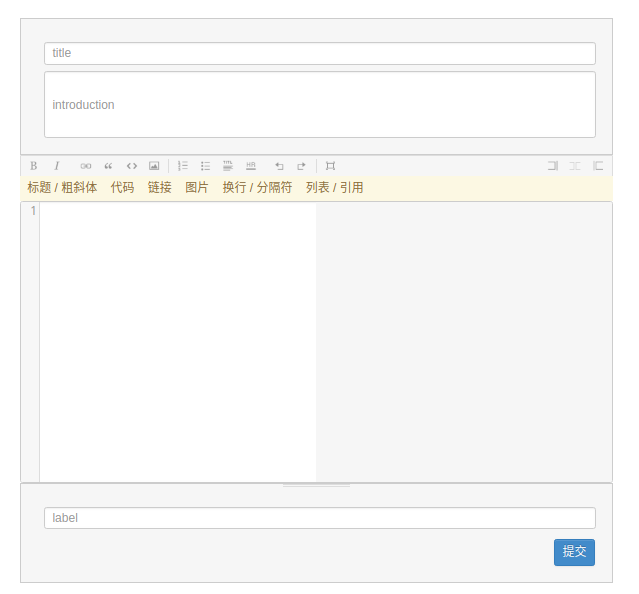 title
introduction
B I “ HR
标题 / 粗斜体 代码 链接 图片 换行 / 分隔符 列表 / 引用
1
label
提交